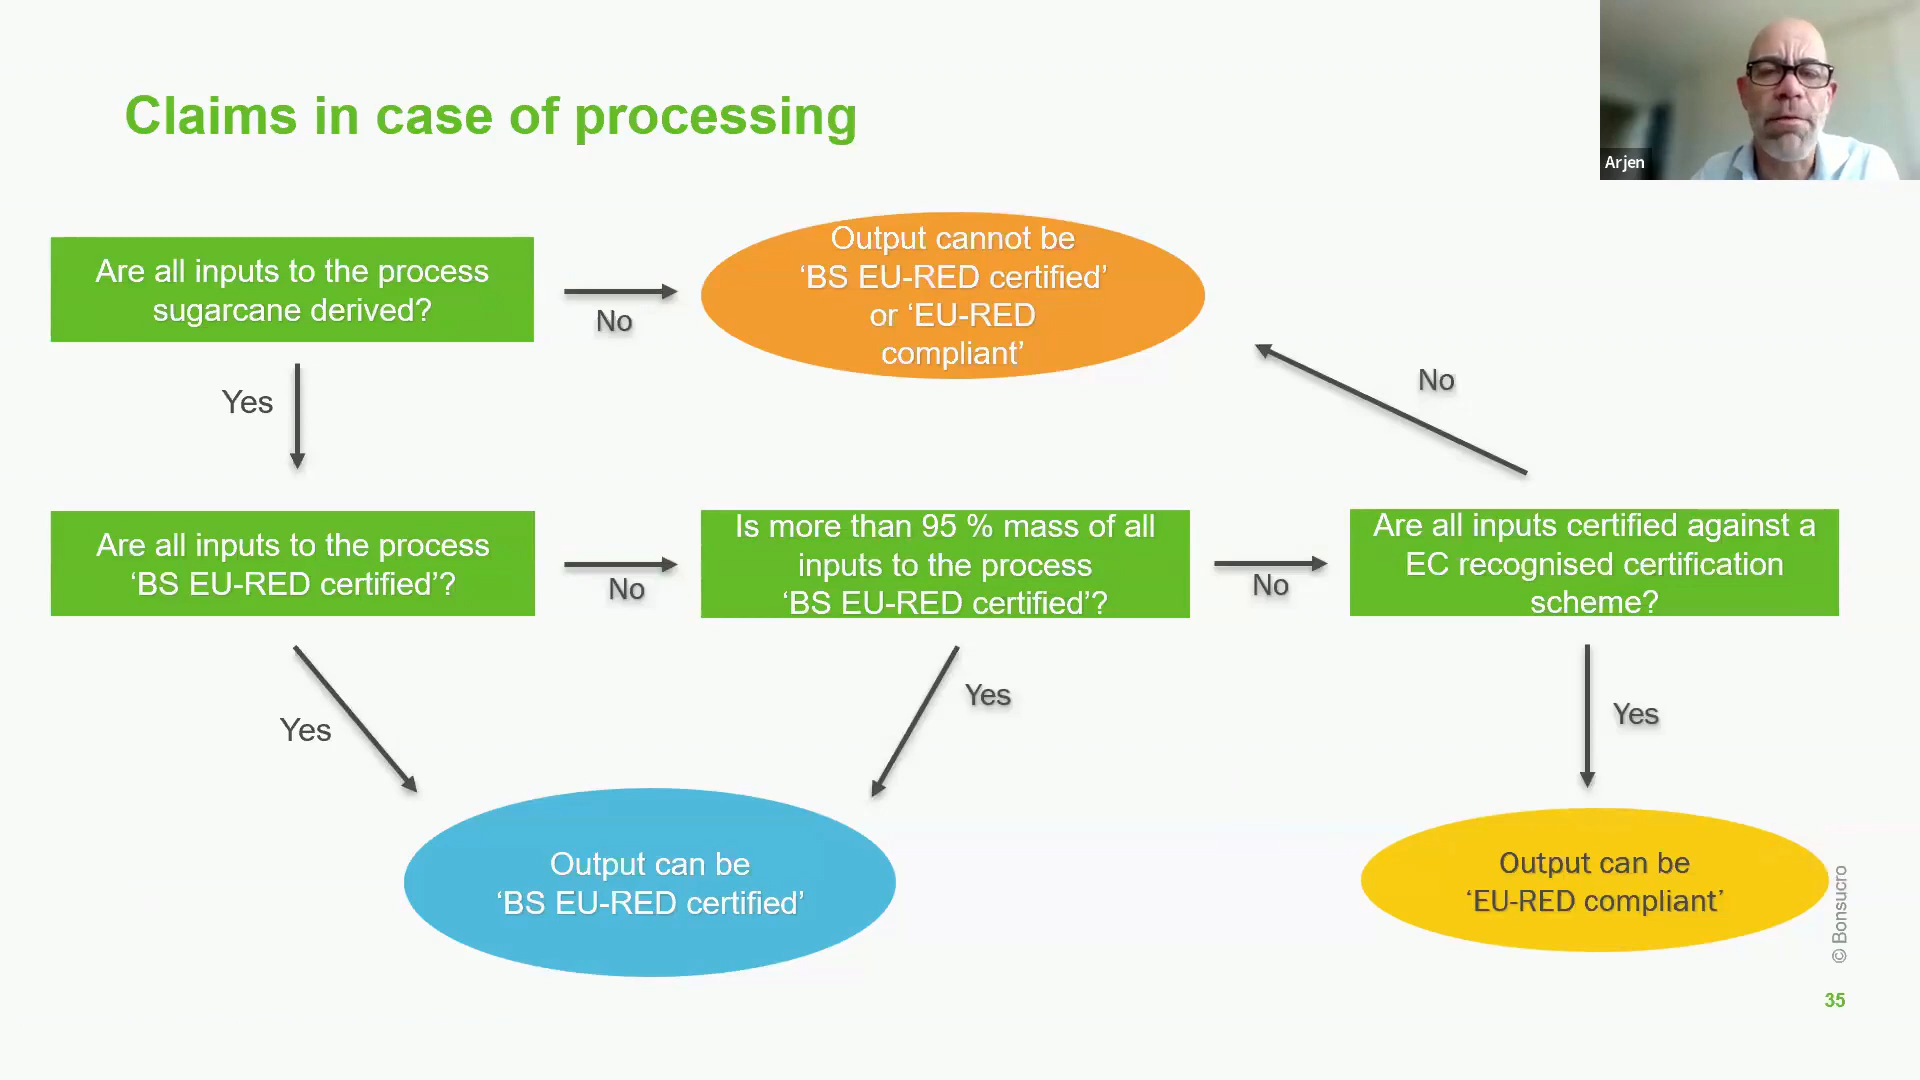 Claims in case of processing
Arjen
Are all inputs to the process
sugarcane derived?
No
Output cannot be
‘BS EU-RED certified’
or ‘EU-RED
compliant’
Yes
No
Are all inputs to the process
‘BS EU-RED certified’?
No
Is more than 95 % mass of all
inputs to the process
‘BS EU-RED certified’?
No
Are all inputs certified against a
EC recognised certification
scheme?
Yes
Yes
Yes
Output can be
‘BS EU-RED certified’
Output can be
‘EU-RED compliant’
© Bonsucro
35